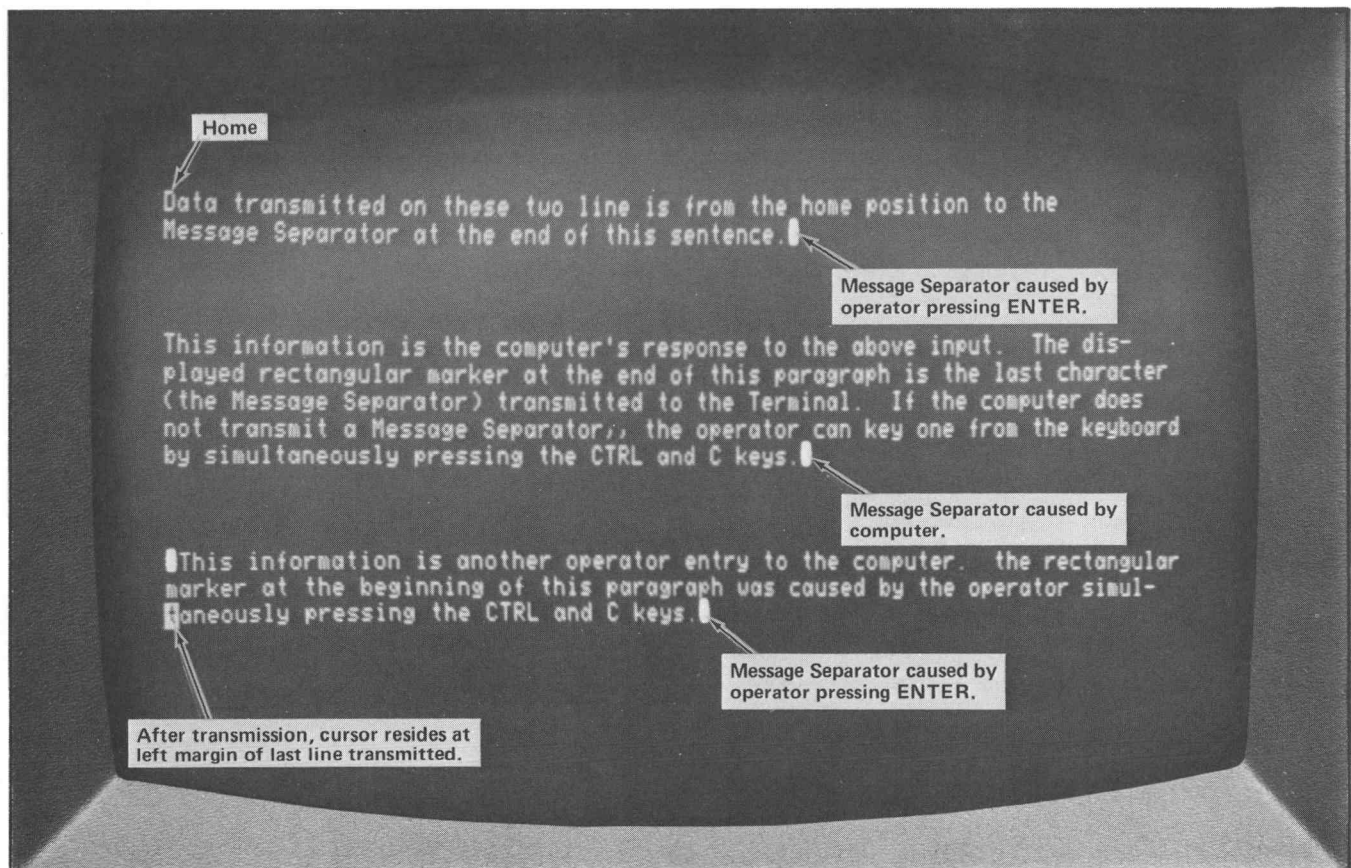 Home
Data transmitted on these two line is from the home position to the
Message Separator at the end of this sentence.
Message Separator caused by
operator pressing ENTER.
This information is the computer's response to the above input.  The dis-
played rectangular marker at the end of this paragraph is the last character
(the Message Separator) transmitted to the Terminal.  If the computer does
not transmit a Message Separator,, the operator can key one from the keyboard
by simultaneously pressing the CTRL and C keys.
Message Separator caused by
computer.
This information is another operator entry to the computer.  the rectangular
marker at the beginning of this paragraph was caused by the operator simul-
taneously pressing the CTRL and C keys.
Message Separator caused by
operator pressing ENTER.
After transmission, cursor resides at
left margin of last line transmitted.